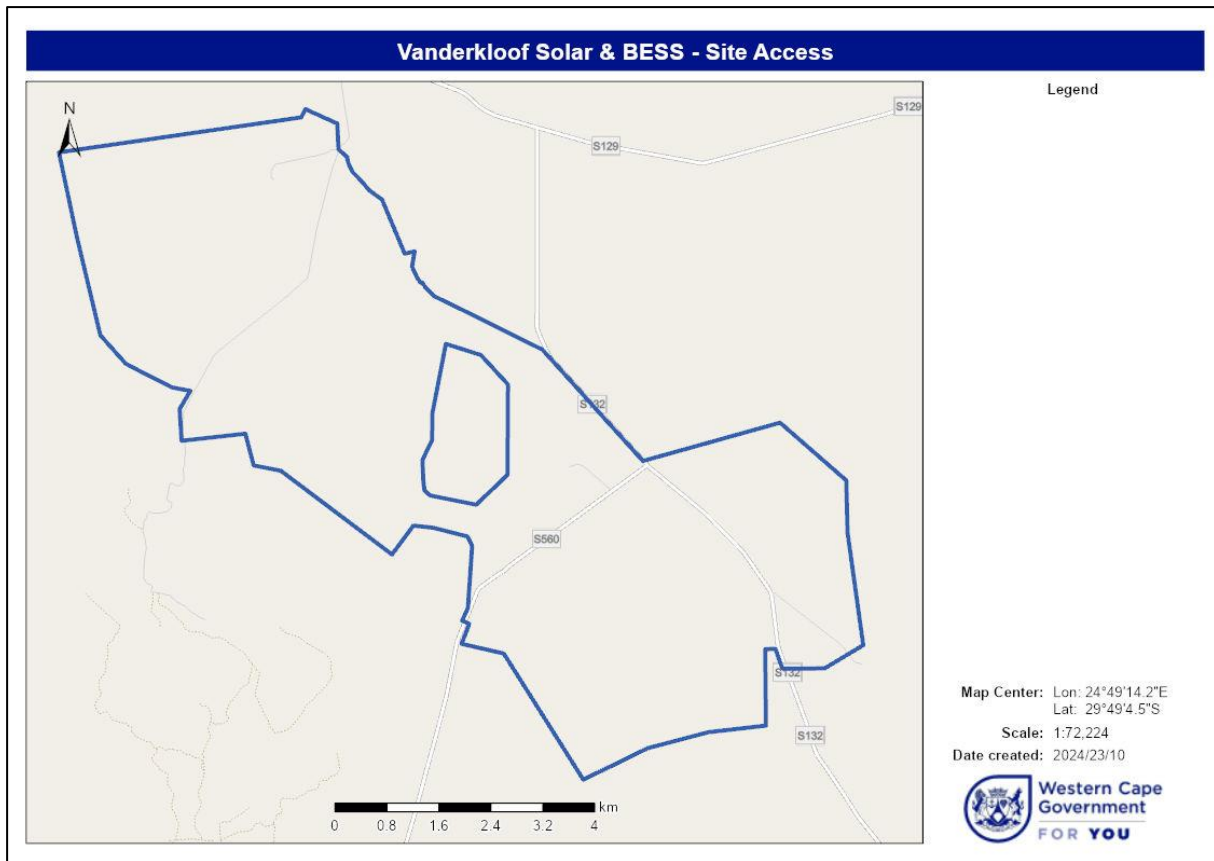 Vanderkloof Solar & BESS - Site Access
Legend
N
S129
S129
S132
S560
S132
S132
km
0 0.8 1.6 2.4 3.2 4
Map Center: Lon: 24°49'14.2"E
Lat: 29°49'4.5"S
Scale: 1:72,224
Date created: 2024/23/10
Western Cape
Government
FOR YOU